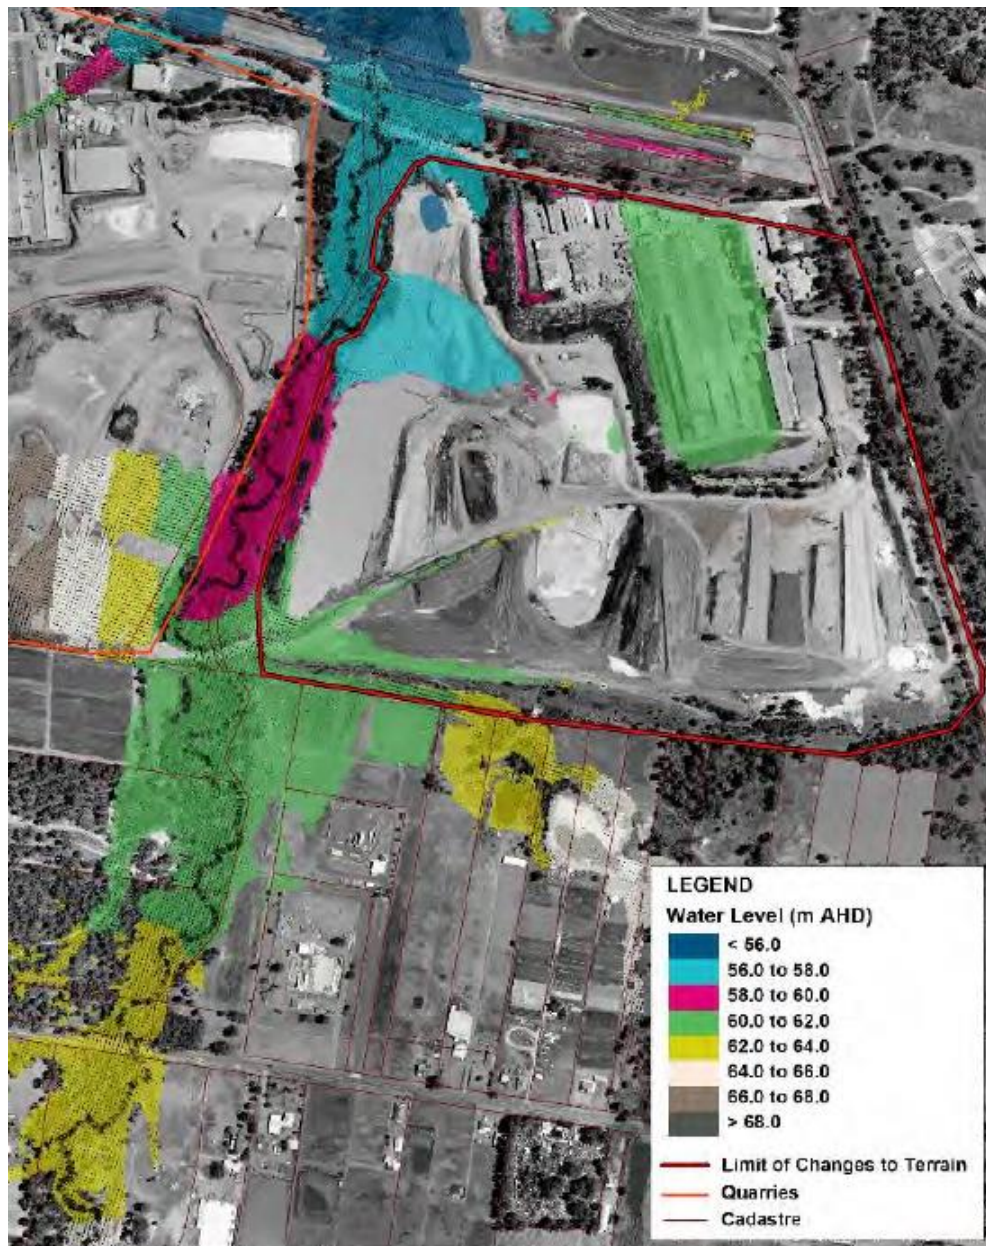 LEGEND
Water Level (m AHD)
< 56.0
56.0 to 58.0
58.0 to 60.0
60.0 to 62.0
62.0 to 64.0
64.0 to 66.0
66.0 to 68.0
> 68.0
Limit of Changes to Terrain
Quarries
Cadastre